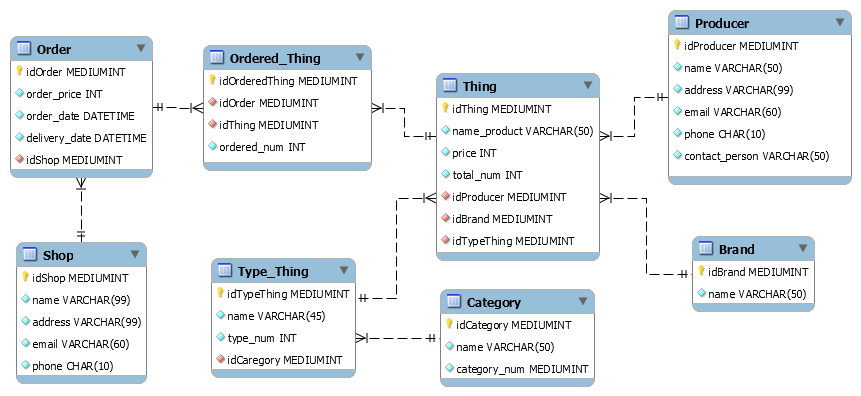 Order
idOrder MEDIUMINT
order_price INT
order_date DATETIME
delivery_date DATETIME
idShop MEDIUMINT
Ordered_Thing
idOrderedThing MEDIUMINT
idOrder MEDIUMINT
idThing MEDIUMINT
ordered_num INT
Thing
idThing MEDIUMINT
name_product VARCHAR(50)
price INT
total_num INT
idProducer MEDIUMINT
idBrand MEDIUMINT
idTypeThing MEDIUMINT
Producer
idProducer MEDIUMINT
name VARCHAR(50)
address VARCHAR(99)
email VARCHAR(60)
phone CHAR(10)
contact_person VARCHAR(50)
Shop
idShop MEDIUMINT
name VARCHAR(99)
address VARCHAR(99)
email VARCHAR(60)
phone CHAR(10)
Type_Thing
idTypeThing MEDIUMINT
name VARCHAR(45)
type_num INT
idCaregory MEDIUMINT
Category
idCategory MEDIUMINT
name VARCHAR(50)
category_num MEDIUMINT
Brand
idBrand MEDIUMINT
name VARCHAR(50)